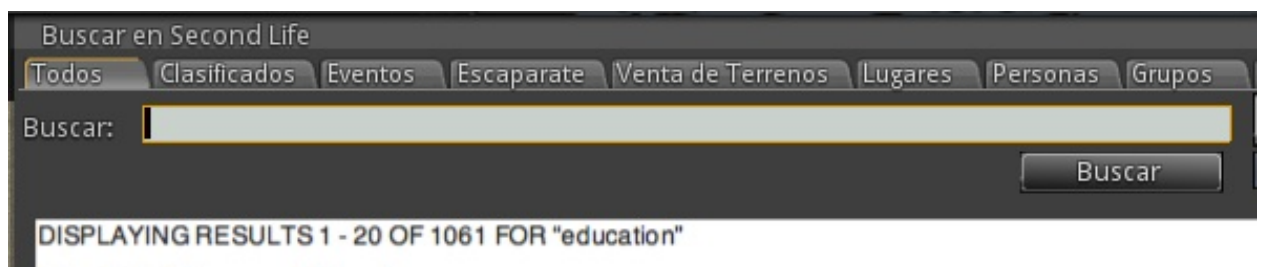 Buscar en Second Life
Todos Clasificados Eventos Escaparate Venta de Terrenos Lugares Personas Grupos
Buscar:
Buscar
DISPLAYING RESULTS 1 - 20 OF 1061 FOR "education"